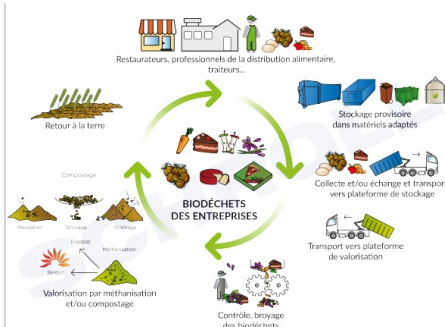 Restaurateurs, professionnels de la distribution alimentaire,
traiteurs...
Stockage provisoire
dans matériels adaptés
Collecte et/ou échange et transport
vers plateforme de stockage
Transport vers plateforme
de valorisation
Contrôle, broyage
des biodéchets
Valorisation par méthanisation
et/ou compostage
Compostage
Maturation
Criblage
Digestat
Méthanisation
Biogaz
Retour à la terre
BIODÉCHETS
DES ENTREPRISES